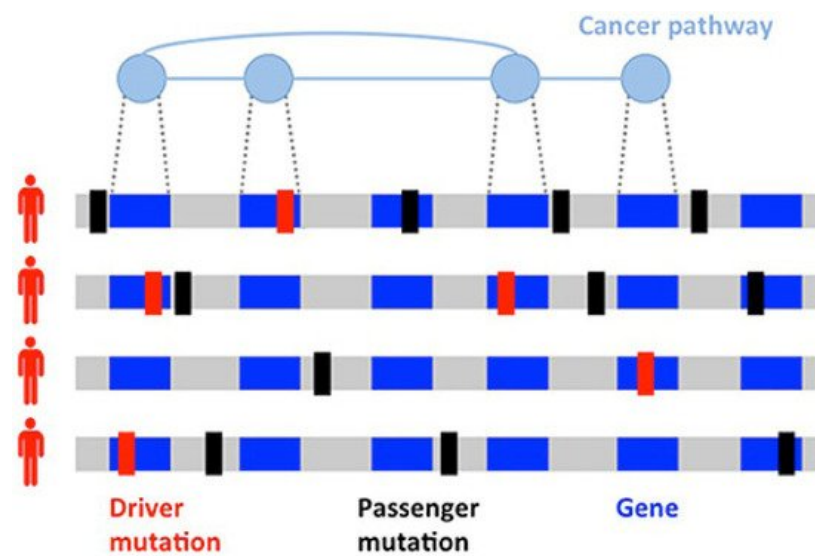 Cancer pathway
Driver
mutation
Passenger
mutation
Gene